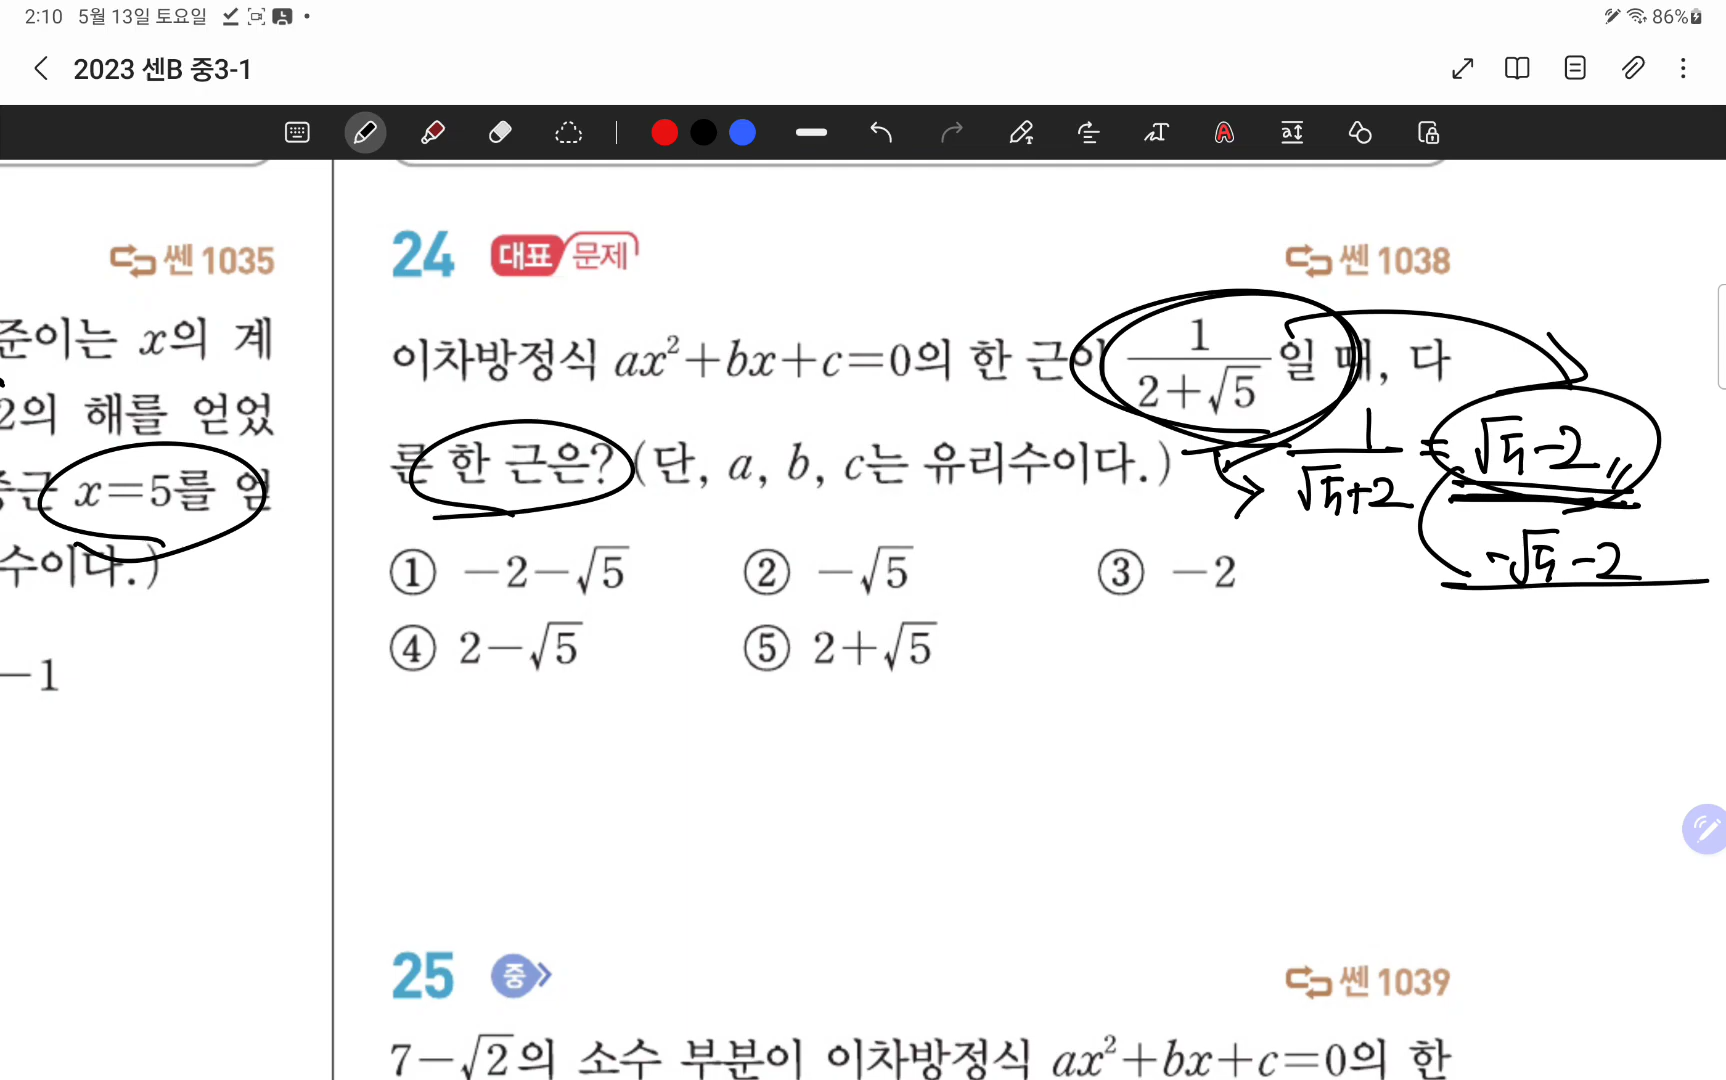 2:10 5월 13일 토요일 86%
2023 센B 중3-1
쎈 1035
준이는 x의 계
2의 해를 얻었
중근 x=5를 얻
수이다.)
-1
24 대표 문제 쎈 1038
이차방정식 ax²+bx+c=0의 한 근이 1/(2+√5)일 때, 다
른 한 근은? (단, a, b, c는 유리수이다.)
1/(√5+2) = √5-2
-√5-2
① -2-√5 ② -√5 ③ -2
④ 2-√5 ⑤ 2+√5
25 중 쎈 1039
7-√2의 소수 부분이 이차방정식 ax²+bx+c=0의 한